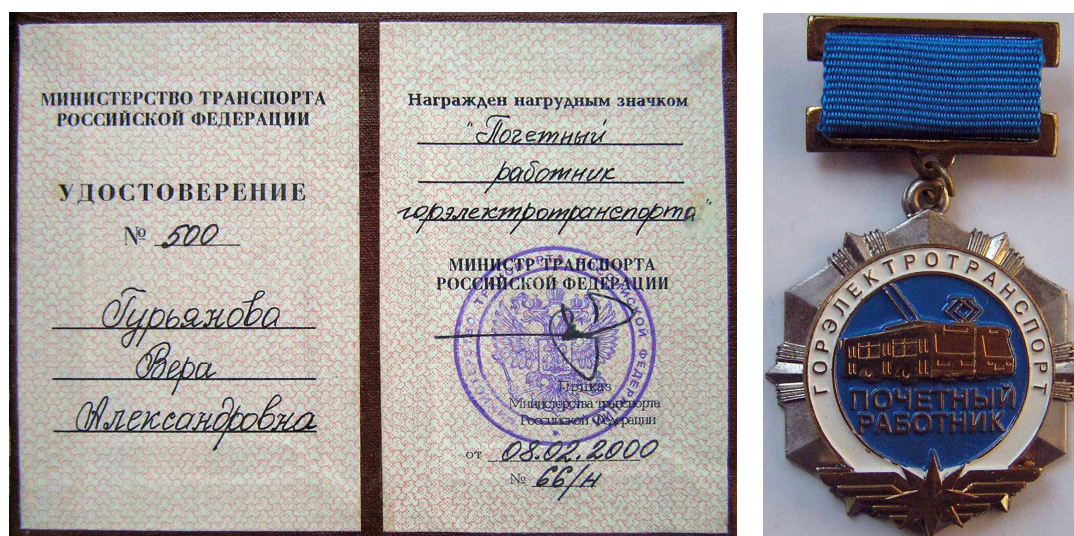 МИНИСТЕРСТВО ТРАНСПОРТА
РОССИЙСКОЙ ФЕДЕРАЦИИ
УДОСТОВЕРЕНИЕ
№ 500
Гурьянова
Вера
Александровна
Награжден нагрудным значком
"Почетный
работник
горэлектротранспорта"
МИНИСТР ТРАНСПОРТА
РОССИЙСКОЙ ФЕДЕРАЦИИ
Приказ
Министерства транспорта
Российской Федерации
от 08.02.2000
№ 66/н
ГОРЭЛЕКТРОТРАНСПОРТ
ПОЧЕТНЫЙ
РАБОТНИК